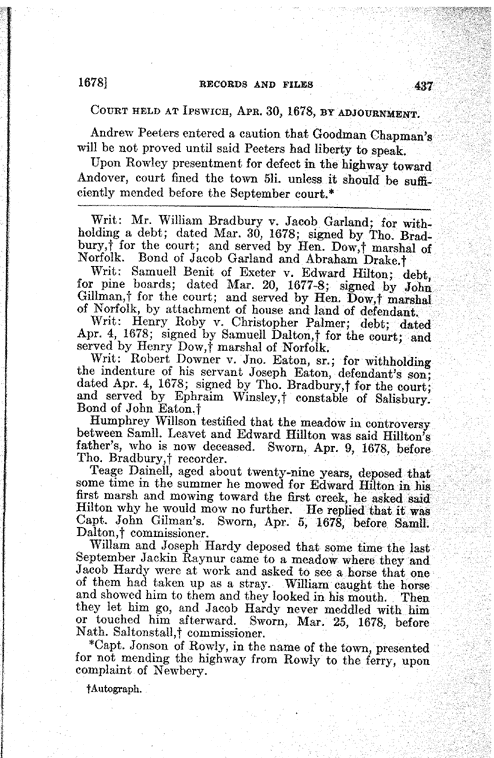 1678] RECORDS AND FILES 437
COURT HELD AT IPSWICH, APR. 30, 1678, BY ADJOURNMENT.
Andrew Peeters entered a caution that Goodman Chapman's
will be not proved until said Peeters had liberty to speak.
Upon Rowley presentment for defect in the highway toward
Andover, court fined the town 5li. unless it should be suffi-
ciently mended before the September court.*
Writ: Mr. William Bradbury v. Jacob Garland; for with-
holding a debt; dated Mar. 30, 1678; signed by Tho. Brad-
bury,† for the court; and served by Hen. Dow,† marshal of
Norfolk. Bond of Jacob Garland and Abraham Drake.†
Writ: Samuell Benit of Exeter v. Edward Hilton; debt,
for pine boards; dated Mar. 20, 1677-8; signed by John
Gillman,† for the court; and served by Hen. Dow,† marshal
of Norfolk, by attachment of house and land of defendant.
Writ: Henry Roby v. Christopher Palmer; debt; dated
Apr. 4, 1678; signed by Samuell Dalton,† for the court; and
served by Henry Dow,† marshal of Norfolk.
Writ: Robert Downer v. Jno. Eaton, sr.; for withholding
the indenture of his servant Joseph Eaton, defendant's son;
dated Apr. 4, 1678; signed by Tho. Bradbury,† for the court;
and served by Ephraim Winsley,† constable of Salisbury.
Bond of John Eaton.†
Humphrey Willson testified that the meadow in controversy
between Samll. Leavet and Edward Hillton was said Hillton's
father's, who is now deceased. Sworn, Apr. 9, 1678, before
Tho. Bradbury,† recorder.
Teage Dainell, aged about twenty-nine years, deposed that
some time in the summer he mowed for Edward Hilton in his
first marsh and mowing toward the first creek, he asked said
Hilton why he would mow no further. He replied that it was
Capt. John Gilman's. Sworn, Apr. 5, 1678, before Samll.
Dalton,† commissioner.
Willam and Joseph Hardy deposed that some time the last
September Jackin Raynur came to a meadow where they and
Jacob Hardy were at work and asked to see a horse that one
of them had taken up as a stray. William caught the horse
and showed him to them and they looked in his mouth. Then
they let him go, and Jacob Hardy never meddled with him
or touched him afterward. Sworn, Mar. 25, 1678, before
Nath. Saltonstall,† commissioner.
*Capt. Jonson of Rowly, in the name of the town, presented
for not mending the highway from Rowly to the ferry, upon
complaint of Newbery.
†Autograph.